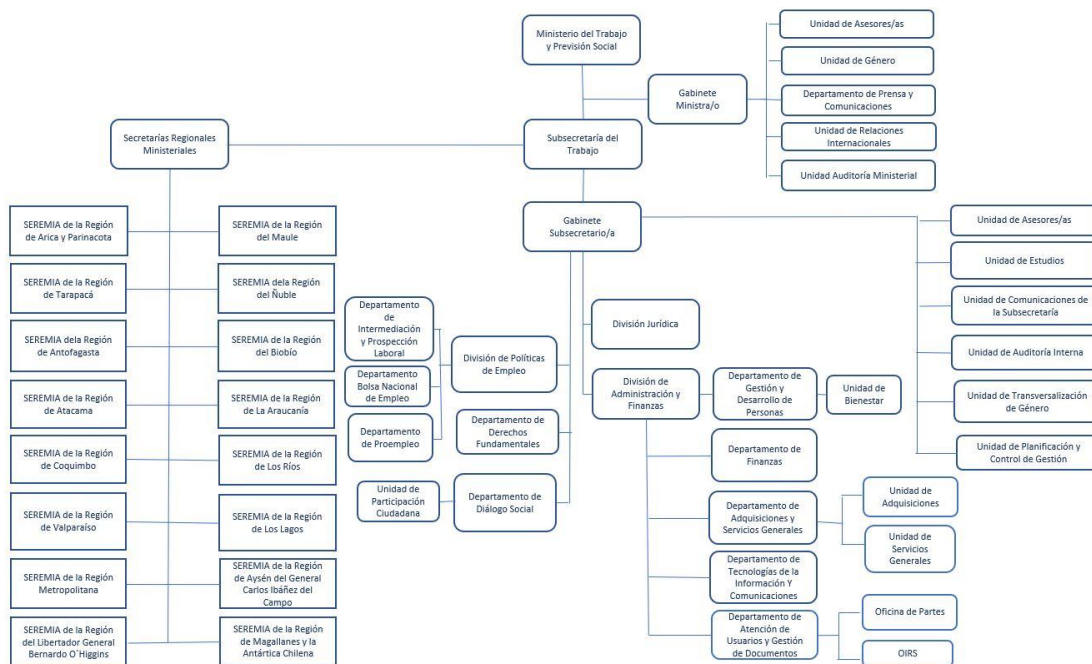 Ministerio del Trabajo
y Previsión Social
Gabinete
Ministra/o
Unidad de Asesores/as
Unidad de Género
Departamento de Prensa y
Comunicaciones
Unidad de Relaciones
Internacionales
Unidad Auditoría Ministerial
Secretarías Regionales
Ministeriales
Subsecretaría del
Trabajo
Gabinete
Subsecretario/a
SEREMIA de la Región
de Arica y Parinacota
SEREMIA de la Región
del Maule
SEREMIA de la Región
de Tarapacá
SEREMIA dela Región
del Ñuble
SEREMIA dela Región
de Antofagasta
SEREMIA de la Región
del Biobío
SEREMIA de la Región
de Atacama
SEREMIA de la Región
de La Araucanía
SEREMIA de la Región
de Coquimbo
SEREMIA de la Región
de Los Ríos
SEREMIA de la Región
de Valparaíso
SEREMIA de la Región
de Los Lagos
SEREMIA de la Región
Metropolitana
SEREMIA de la Región
de Aysén del General
Carlos Ibáñez del
Campo
SEREMIA de la Región
del Libertador General
Bernardo O´Higgins
SEREMIA de la Región
de Magallanes y la
Antártica Chilena
Departamento
de
Intermediación
y Prospección
Laboral
Departamento
Bolsa Nacional
de Empleo
Departamento
de Proempleo
División de Políticas
de Empleo
Departamento de
Derechos
Fundamentales
Unidad de
Participación
Ciudadana
Departamento de
Diálogo Social
División Jurídica
División de
Administración y
Finanzas
Departamento de
Gestión y
Desarrollo de
Personas
Unidad de
Bienestar
Departamento de
Finanzas
Departamento de
Adquisiciones y
Servicios Generales
Unidad de
Adquisiciones
Unidad de
Servicios
Generales
Departamento de
Tecnologías de la
Información Y
Comunicaciones
Departamento de
Atención de
Usuarios y Gestión
de Documentos
Oficina de Partes
OIRS
Unidad de Asesores/as
Unidad de Estudios
Unidad de Comunicaciones de
la Subsecretaría
Unidad de Auditoría Interna
Unidad de Transversalización
de Género
Unidad de Planificación y
Control de Gestión